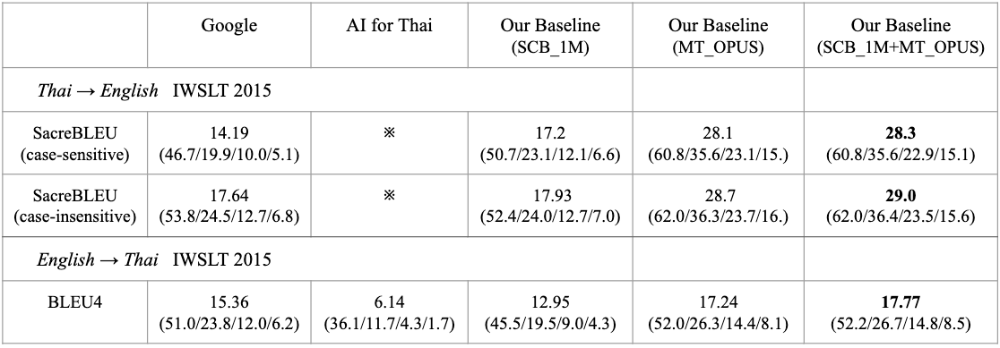 Google AI for Thai Our Baseline Our Baseline Our Baseline
(SCB_1M) (MT_OPUS) (SCB_1M+MT_OPUS)
Thai → English IWSLT 2015
SacreBLEU 14.19 ※ 17.2 28.1 28.3
(case-sensitive) (46.7/19.9/10.0/5.1) (50.7/23.1/12.1/6.6) (60.8/35.6/23.1/15.) (60.8/35.6/22.9/15.1)
SacreBLEU 17.64 ※ 17.93 28.7 29.0
(case-insensitive) (53.8/24.5/12.7/6.8) (52.4/24.0/12.7/7.0) (62.0/36.3/23.7/16.) (62.0/36.4/23.5/15.6)
English → Thai IWSLT 2015
BLEU4 15.36 6.14 12.95 17.24 17.77
(51.0/23.8/12.0/6.2) (36.1/11.7/4.3/1.7) (45.5/19.5/9.0/4.3) (52.0/26.3/14.4/8.1) (52.2/26.7/14.8/8.5)